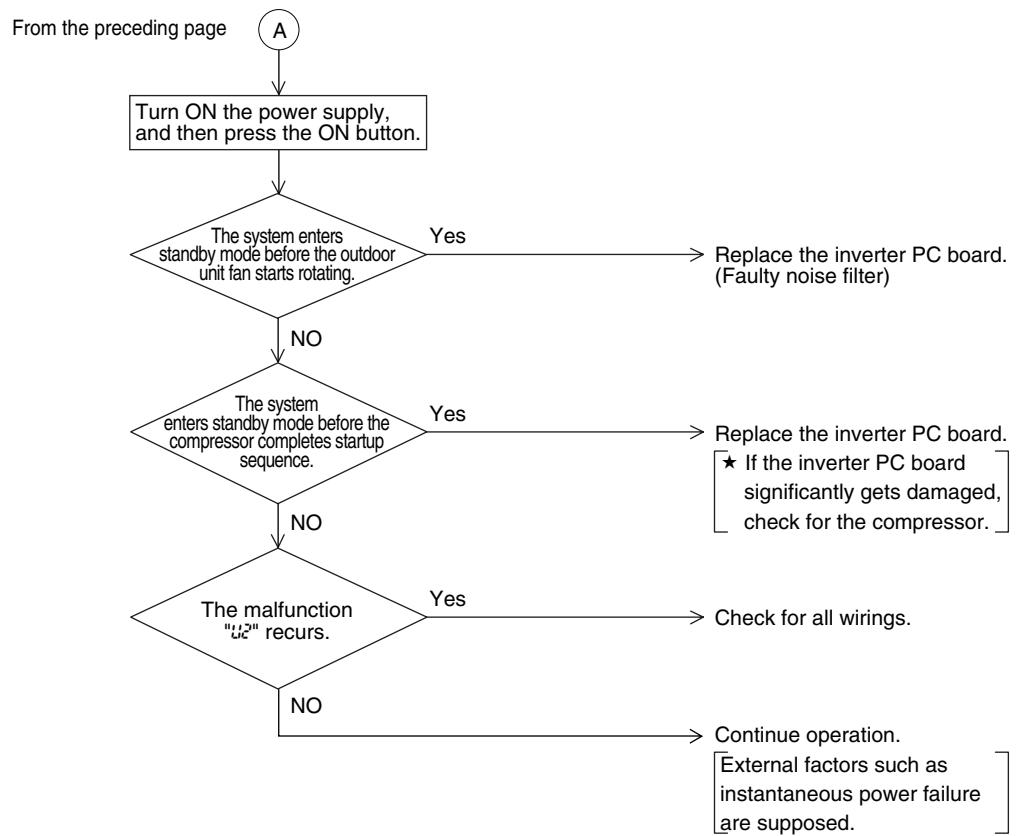 From the preceding page
A
Turn ON the power supply,
and then press the ON button.
The system enters
standby mode before the outdoor
unit fan starts rotating.
Yes
Replace the inverter PC board.
(Faulty noise filter)
NO
The system
enters standby mode before the
compressor completes startup
sequence.
Yes
Replace the inverter PC board.
★ If the inverter PC board
significantly gets damaged,
check for the compressor.
NO
The malfunction
"U2" recurs.
Yes
Check for all wirings.
NO
Continue operation.
External factors such as
instantaneous power failure
are supposed.